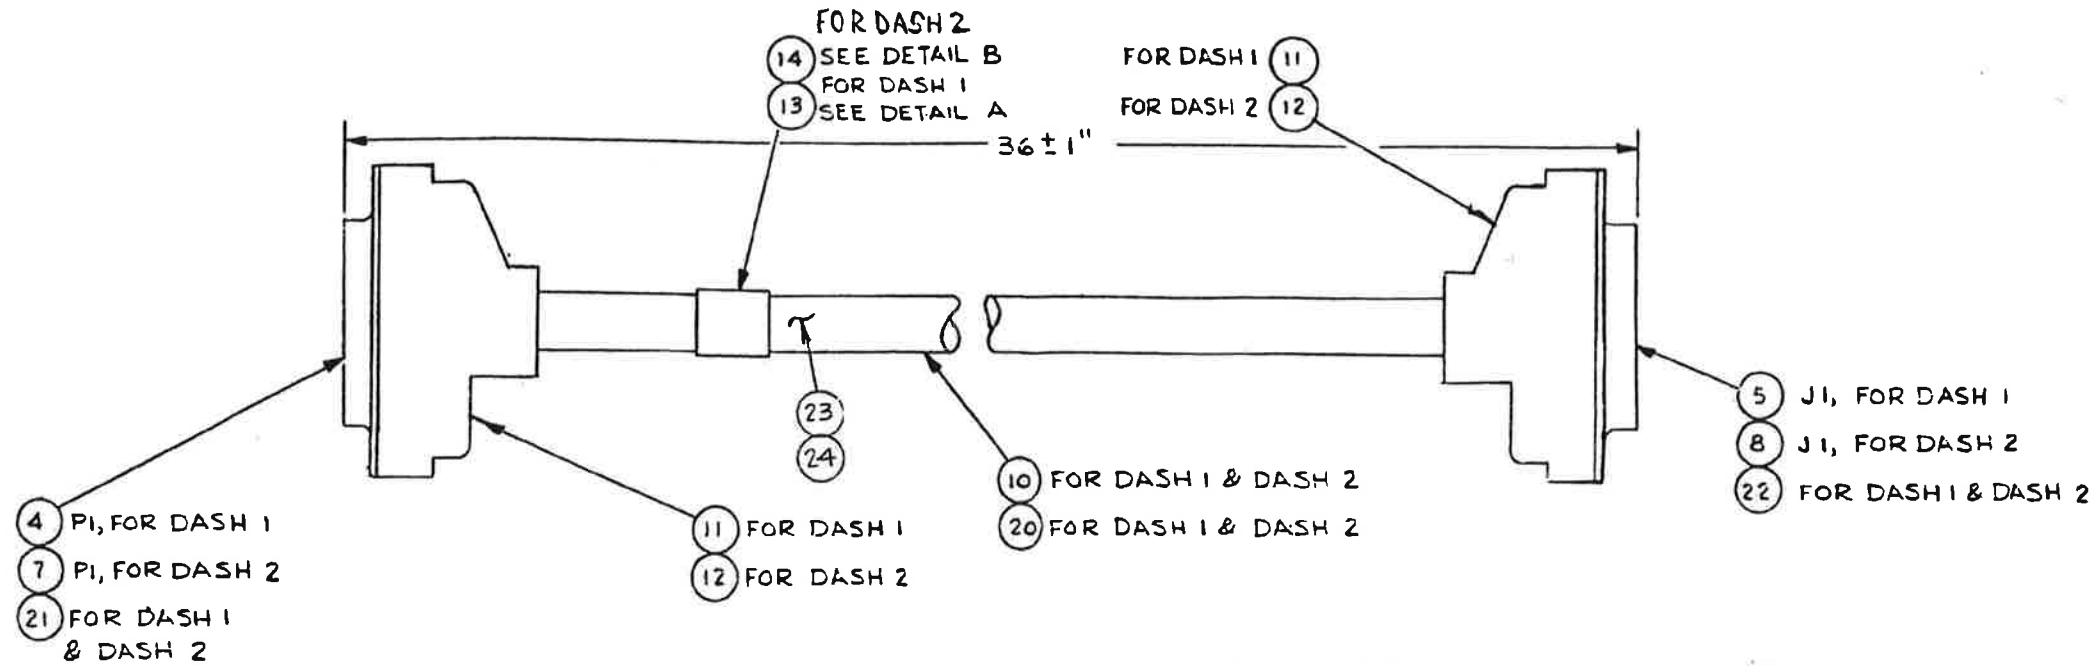 FOR DASH 2
14 SEE DETAIL B
FOR DASH 1
13 SEE DETAIL A
FOR DASH 1 11
FOR DASH 2 12
36 ± 1"
23
24
4 P1, FOR DASH 1
7 P1, FOR DASH 2
21 FOR DASH 1
& DASH 2
11 FOR DASH 1
12 FOR DASH 2
10 FOR DASH 1 & DASH 2
20 FOR DASH 1 & DASH 2
5 J1, FOR DASH 1
8 J1, FOR DASH 2
22 FOR DASH 1 & DASH 2